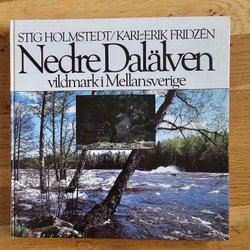 STIG HOLMSTEDT/KARL-ERIK FRIDZÉN
Nedre Dalälven
vildmark i Mellansverige